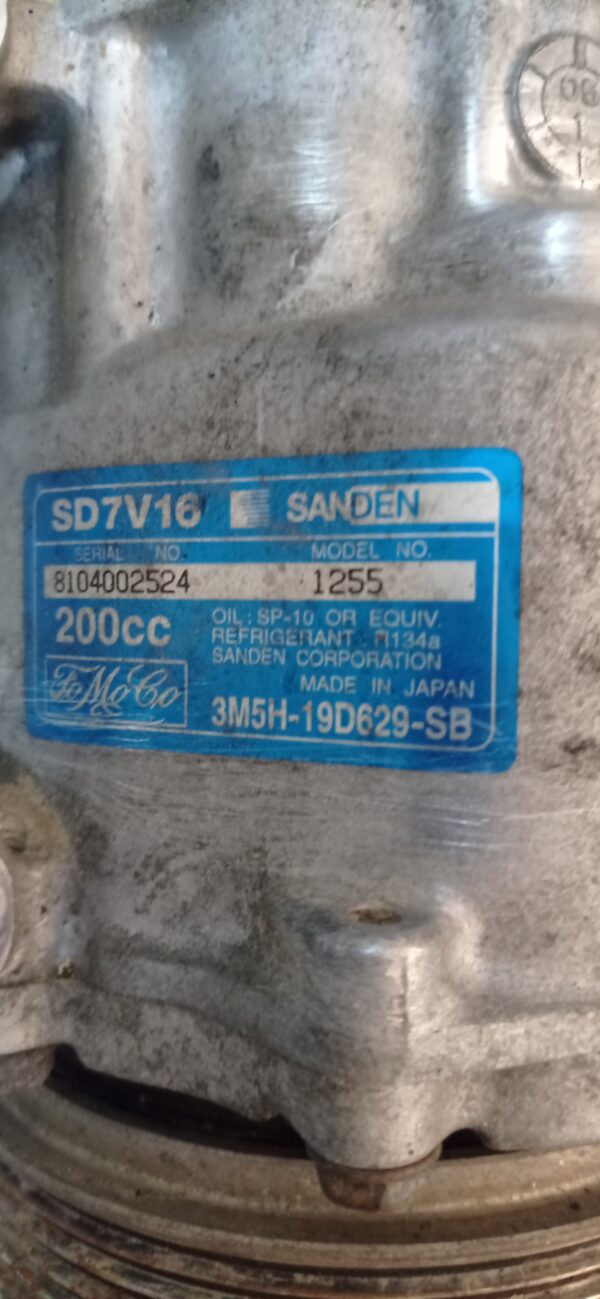 06
SD7V16 SANDEN
SERIAL NO. MODEL NO.
8104002524 1255
200cc
OIL : SP-10 OR EQUIV.
REFRIGERANT : R134a
SANDEN CORPORATION
FoMoCo
MADE IN JAPAN
3M5H-19D629-SB